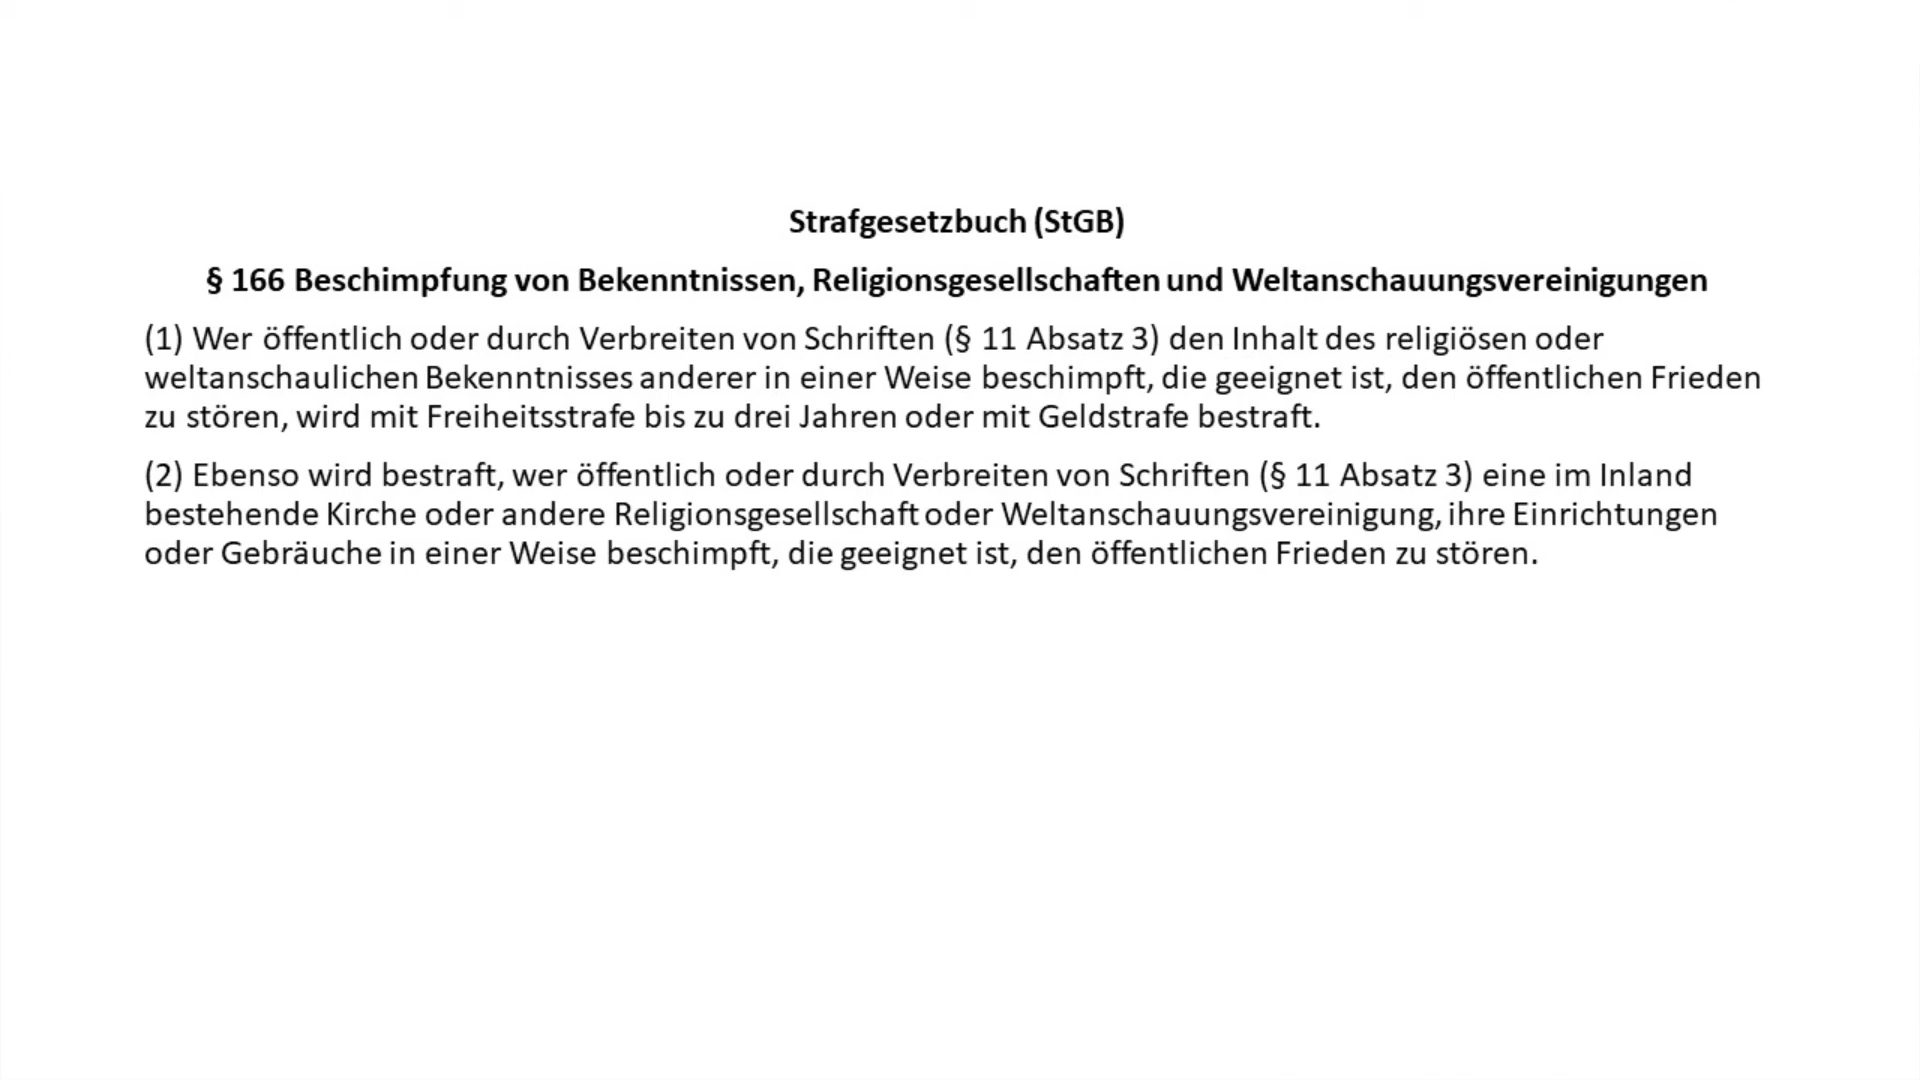 Strafgesetzbuch (StGB)
§ 166 Beschimpfung von Bekenntnissen, Religionsgesellschaften und Weltanschauungsvereinigungen
(1) Wer öffentlich oder durch Verbreiten von Schriften (§ 11 Absatz 3) den Inhalt des religiösen oder
weltanschaulichen Bekenntnisses anderer in einer Weise beschimpft, die geeignet ist, den öffentlichen Frieden
zu stören, wird mit Freiheitsstrafe bis zu drei Jahren oder mit Geldstrafe bestraft.
(2) Ebenso wird bestraft, wer öffentlich oder durch Verbreiten von Schriften (§ 11 Absatz 3) eine im Inland
bestehende Kirche oder andere Religionsgesellschaft oder Weltanschauungsvereinigung, ihre Einrichtungen
oder Gebräuche in einer Weise beschimpft, die geeignet ist, den öffentlichen Frieden zu stören.